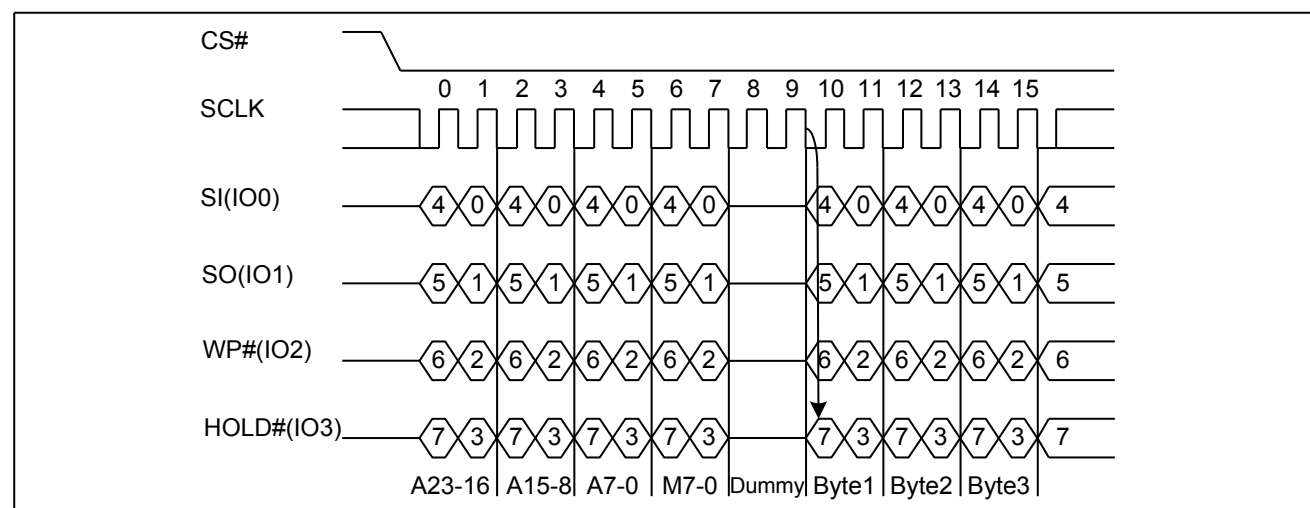 CS#
0 1 2 3 4 5 6 7 8 9 10 11 12 13 14 15
SCLK
SI(IO0) 4 0 4 0 4 0 4 0 4 0 4 0 4 0 4
SO(IO1) 5 1 5 1 5 1 5 1 5 1 5 1 5 1 5
WP#(IO2) 6 2 6 2 6 2 6 2 6 2 6 2 6 2 6
HOLD#(IO3) 7 3 7 3 7 3 7 3 7 3 7 3 7 3 7
A23-16 A15-8 A7-0 M7-0 Dummy Byte1 Byte2 Byte3